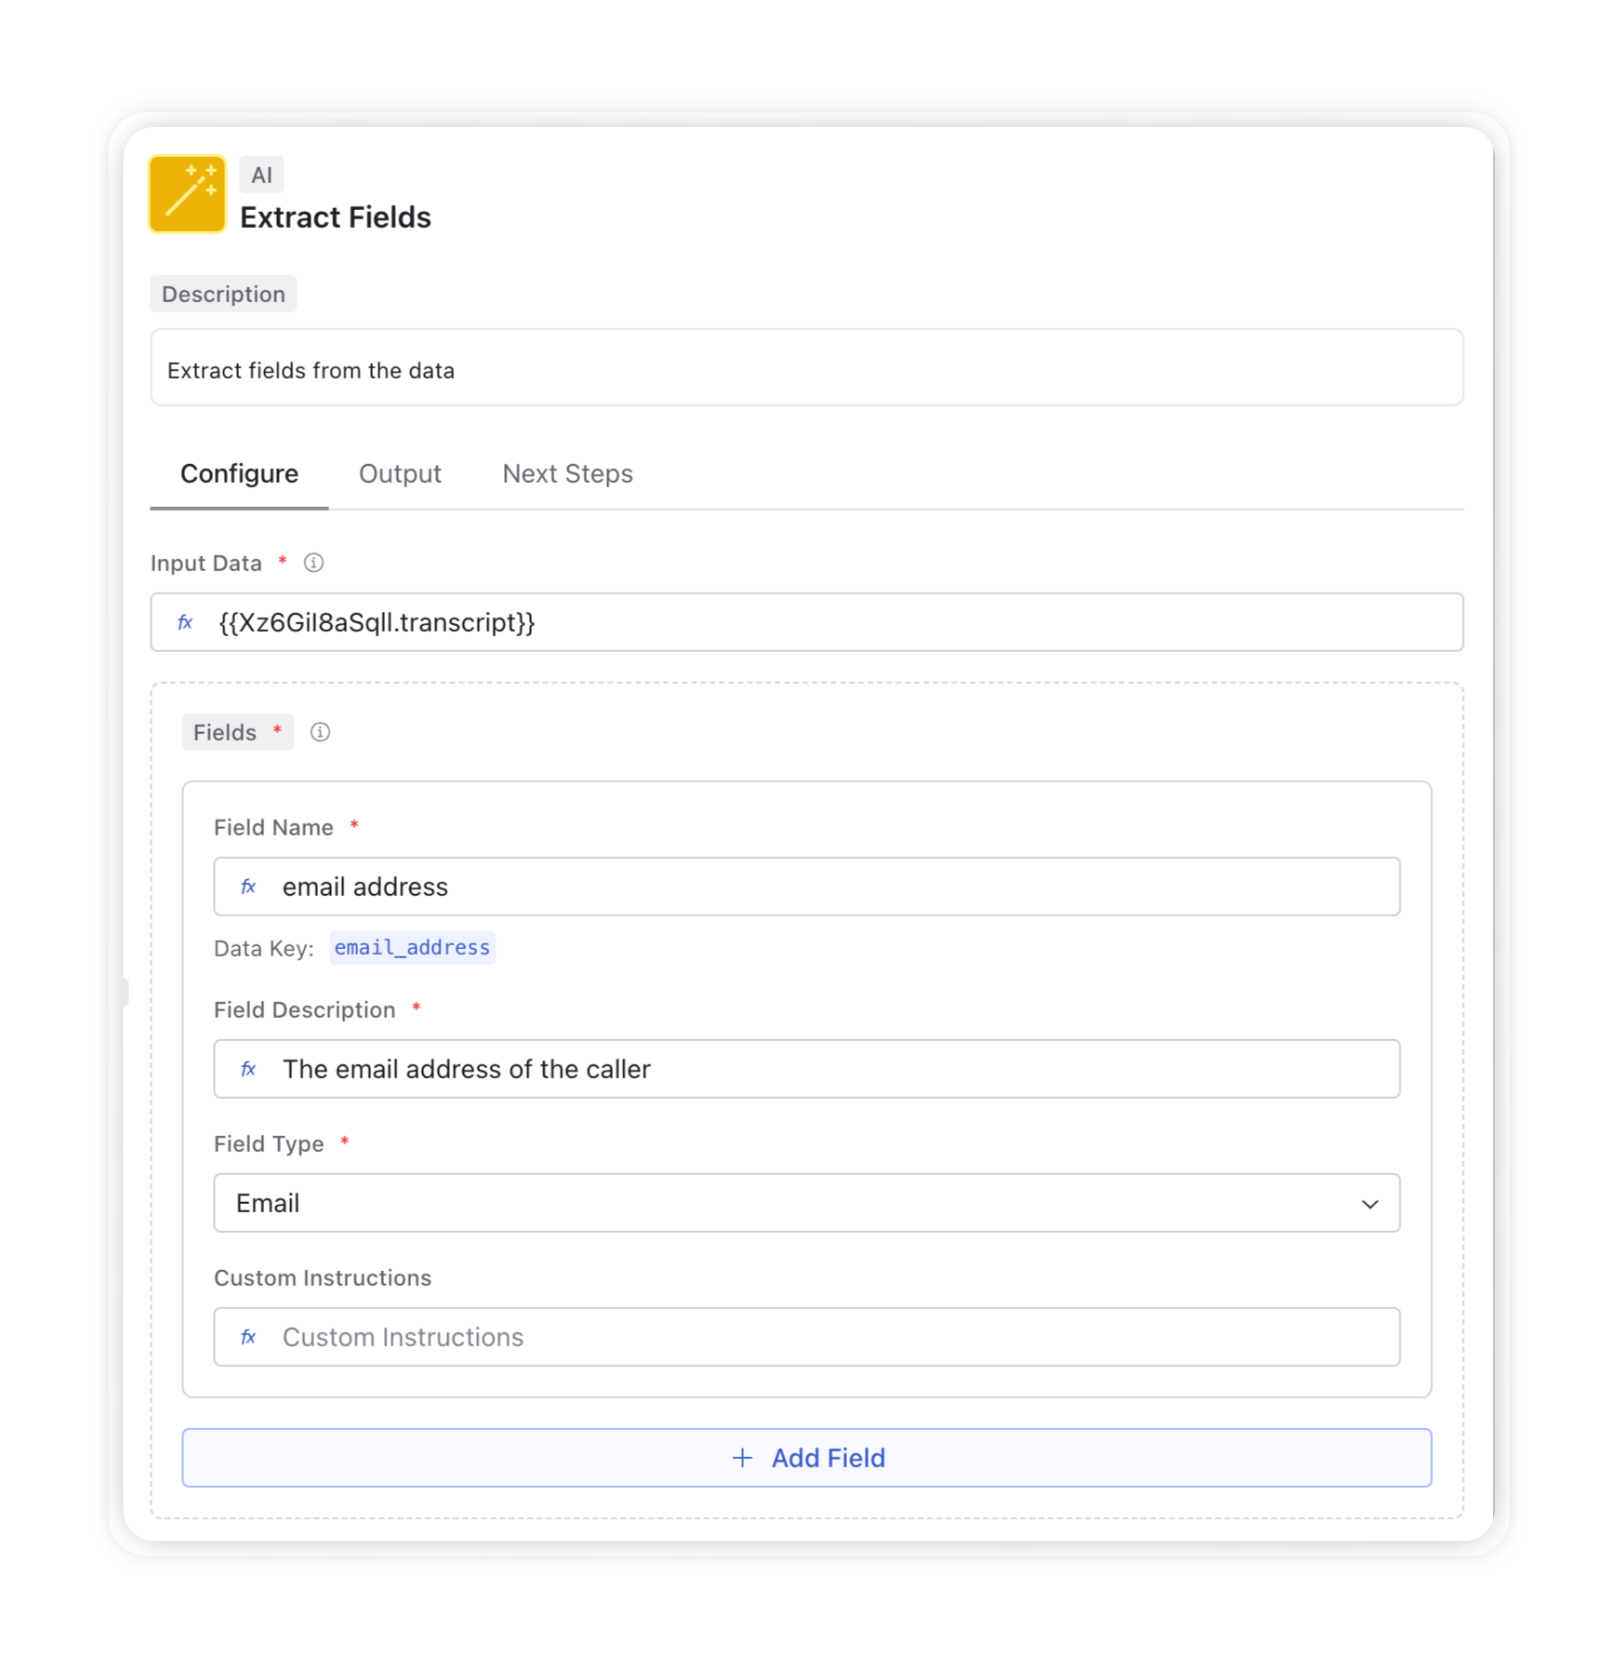 AI
Extract Fields
Description
Extract fields from the data
Configure Output Next Steps
Input Data *
fx {{Xz6Gil8aSqll.transcript}}
Fields *
Field Name *
fx email address
Data Key: email_address
Field Description *
fx The email address of the caller
Field Type *
Email
Custom Instructions
fx Custom Instructions
+ Add Field